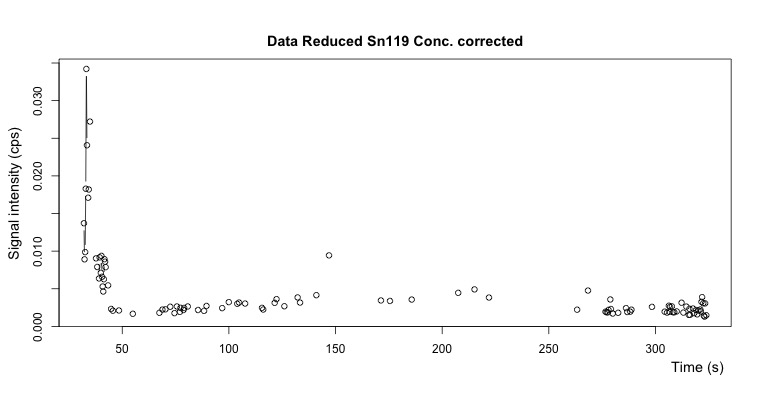 Data Reduced Sn119 Conc. corrected
Signal intensity (cps)
0.030
0.020
0.010
0.000
50 100 150 200 250 300
Time (s)